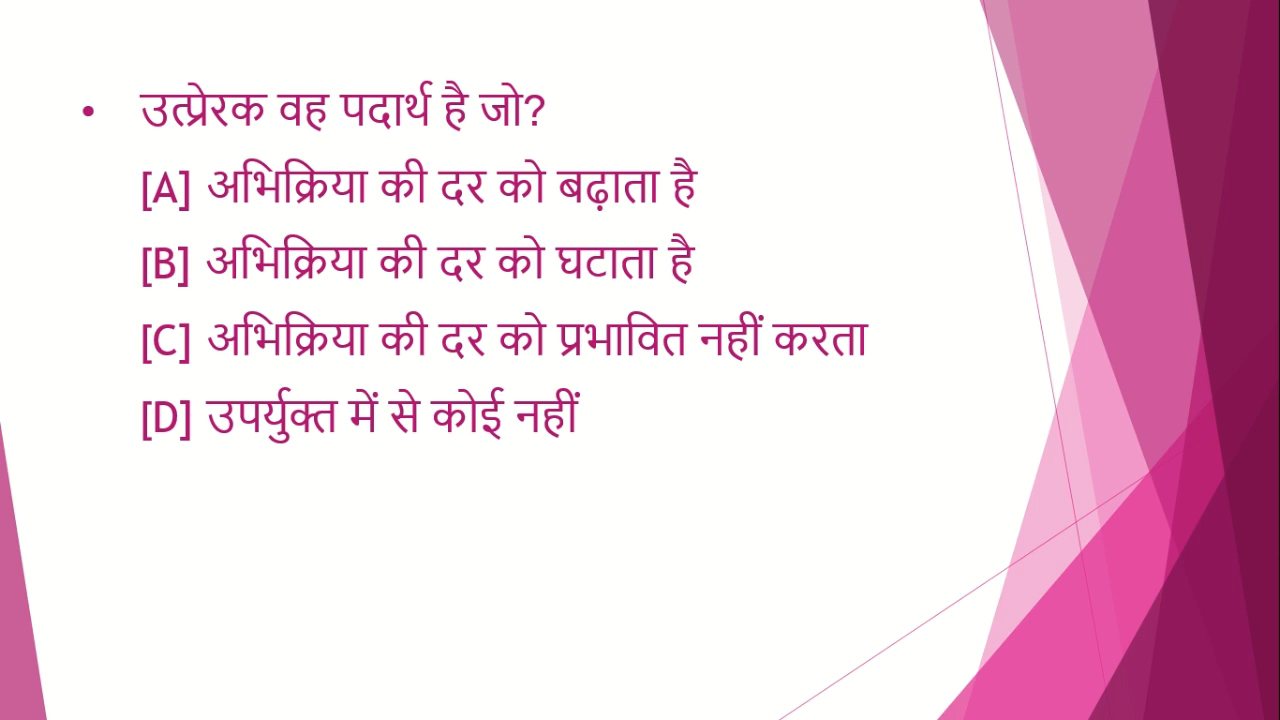 • उत्प्रेरक वह पदार्थ है जो?
[A] अभिक्रिया की दर को बढ़ाता है
[B] अभिक्रिया की दर को घटाता है
[C] अभिक्रिया की दर को प्रभावित नहीं करता
[D] उपर्युक्त में से कोई नहीं